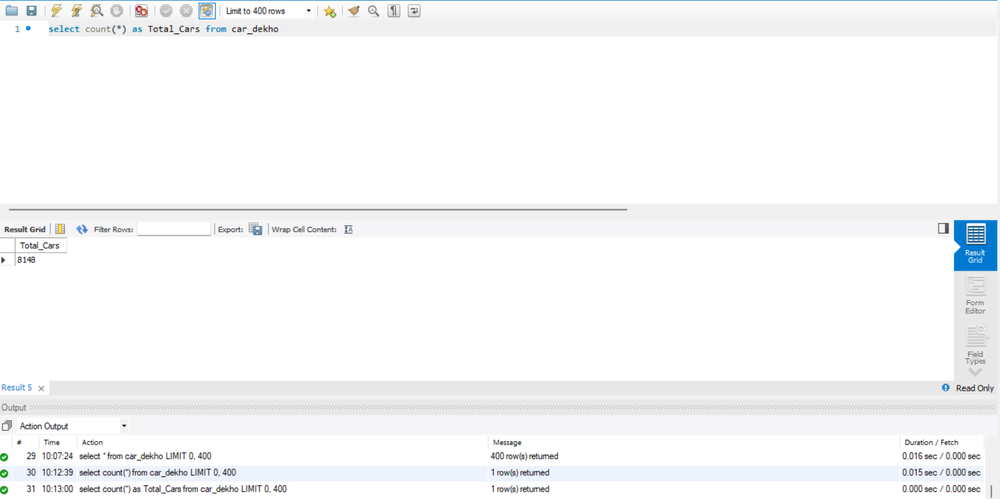 Limit to 400 rows
1 select count(*) as Total_Cars from car_dekho
Result Grid Filter Rows: Export: Wrap Cell Content: IA
Total_Cars
8148
Result
Grid
Form
Editor
Field
Types
Result 5 Read Only
Output
Action Output
# Time Action Message Duration / Fetch
29 10:07:24 select * from car_dekho LIMIT 0, 400 400 row(s) returned 0.016 sec / 0.000 sec
30 10:12:39 select count(*) from car_dekho LIMIT 0, 400 1 row(s) returned 0.015 sec / 0.000 sec
31 10:13:00 select count(*) as Total_Cars from car_dekho LIMIT 0, 400 1 row(s) returned 0.000 sec / 0.000 sec